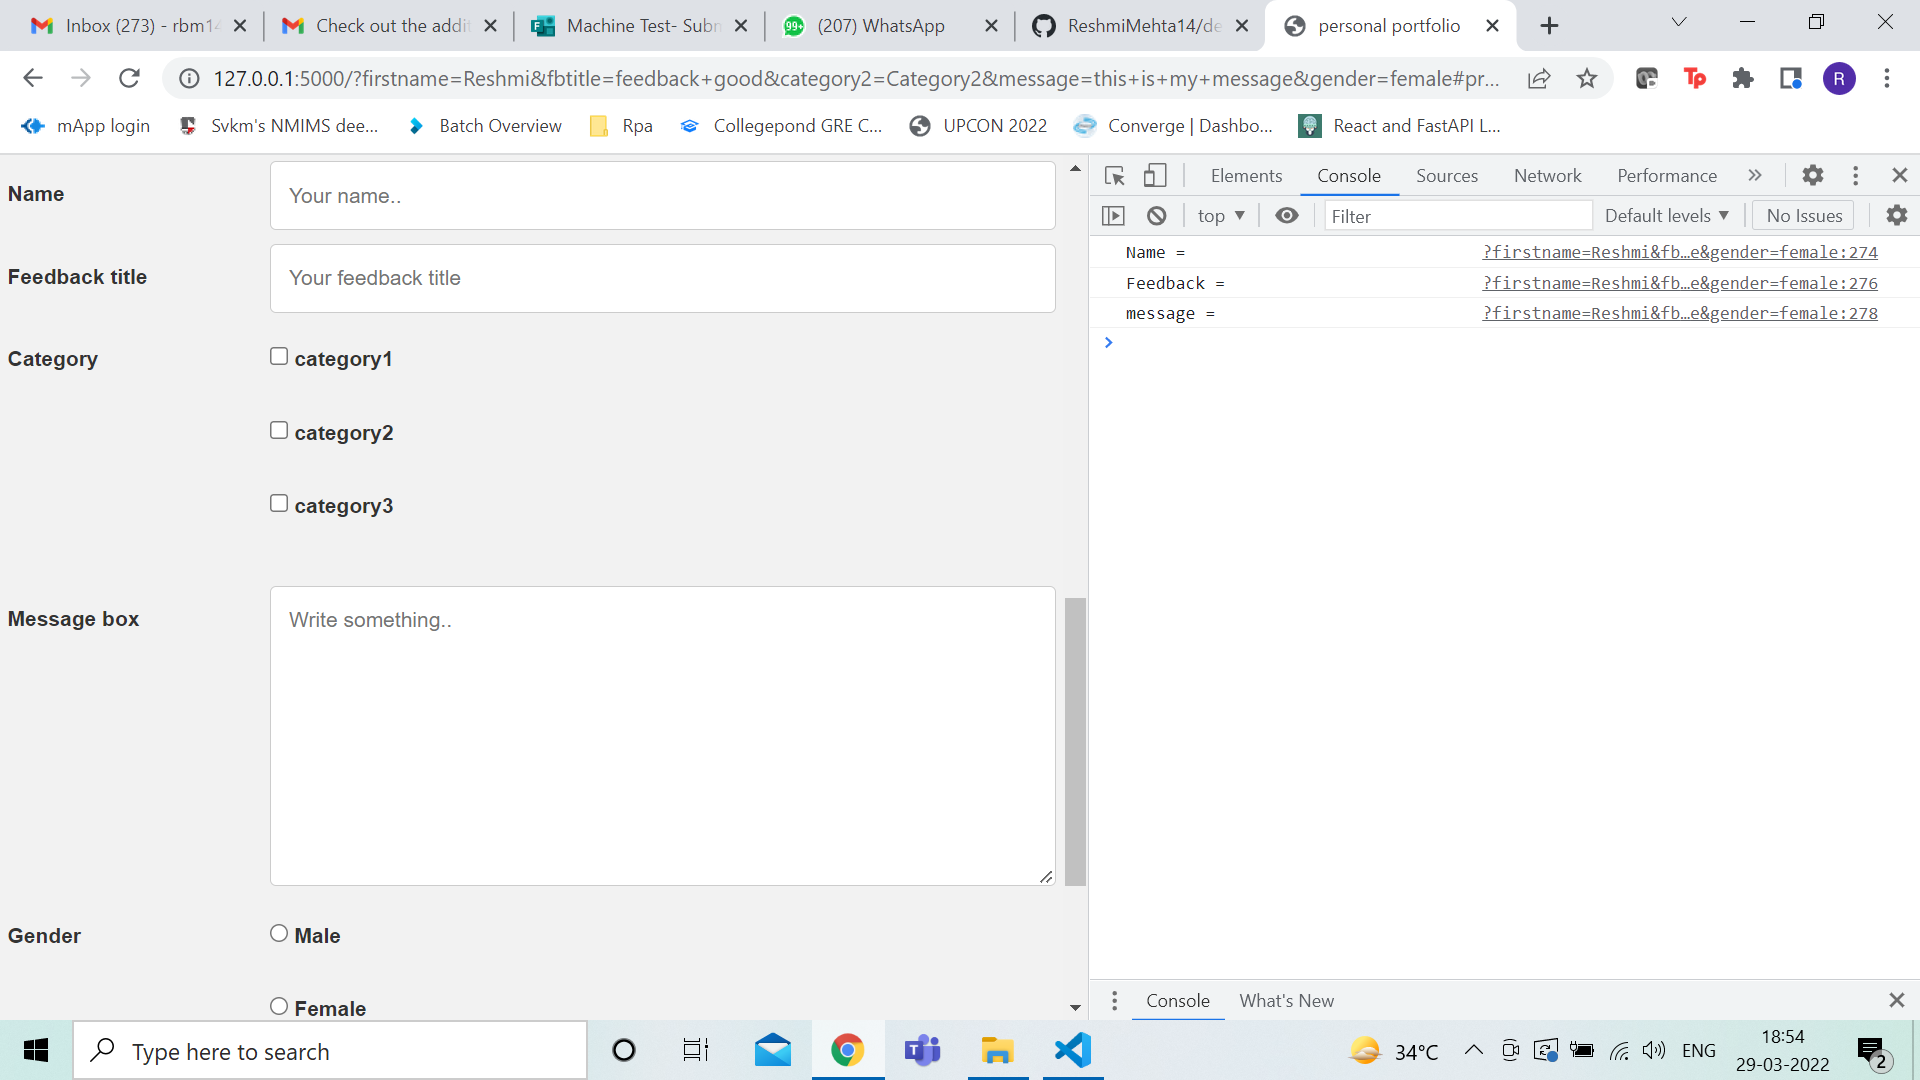 Inbox (273) - rbm14
Check out the addit
Machine Test- Subm
99+ (207) WhatsApp
ReshmiMehta14/de
personal portfolio
127.0.0.1:5000/?firstname=Reshmi&fbtitle=feedback+good&category2=Category2&message=this+is+my+message&gender=female#pr...
Tp
R
mApp login
Svkm's NMIMS dee...
Batch Overview
Rpa
Collegepond GRE C...
UPCON 2022
Converge | Dashbo...
React and FastAPI L...
Name
Your name..
Feedback title
Your feedback title
Category
category1
category2
category3
Message box
Write something..
Gender
Male
Female
Elements Console Sources Network Performance »
top ▼ Filter Default levels ▼ No Issues
Name = ?firstname=Reshmi&fb…e&gender=female:274
Feedback = ?firstname=Reshmi&fb…e&gender=female:276
message = ?firstname=Reshmi&fb…e&gender=female:278
Console What's New
Type here to search
34°C
ENG
18:54
29-03-2022
2